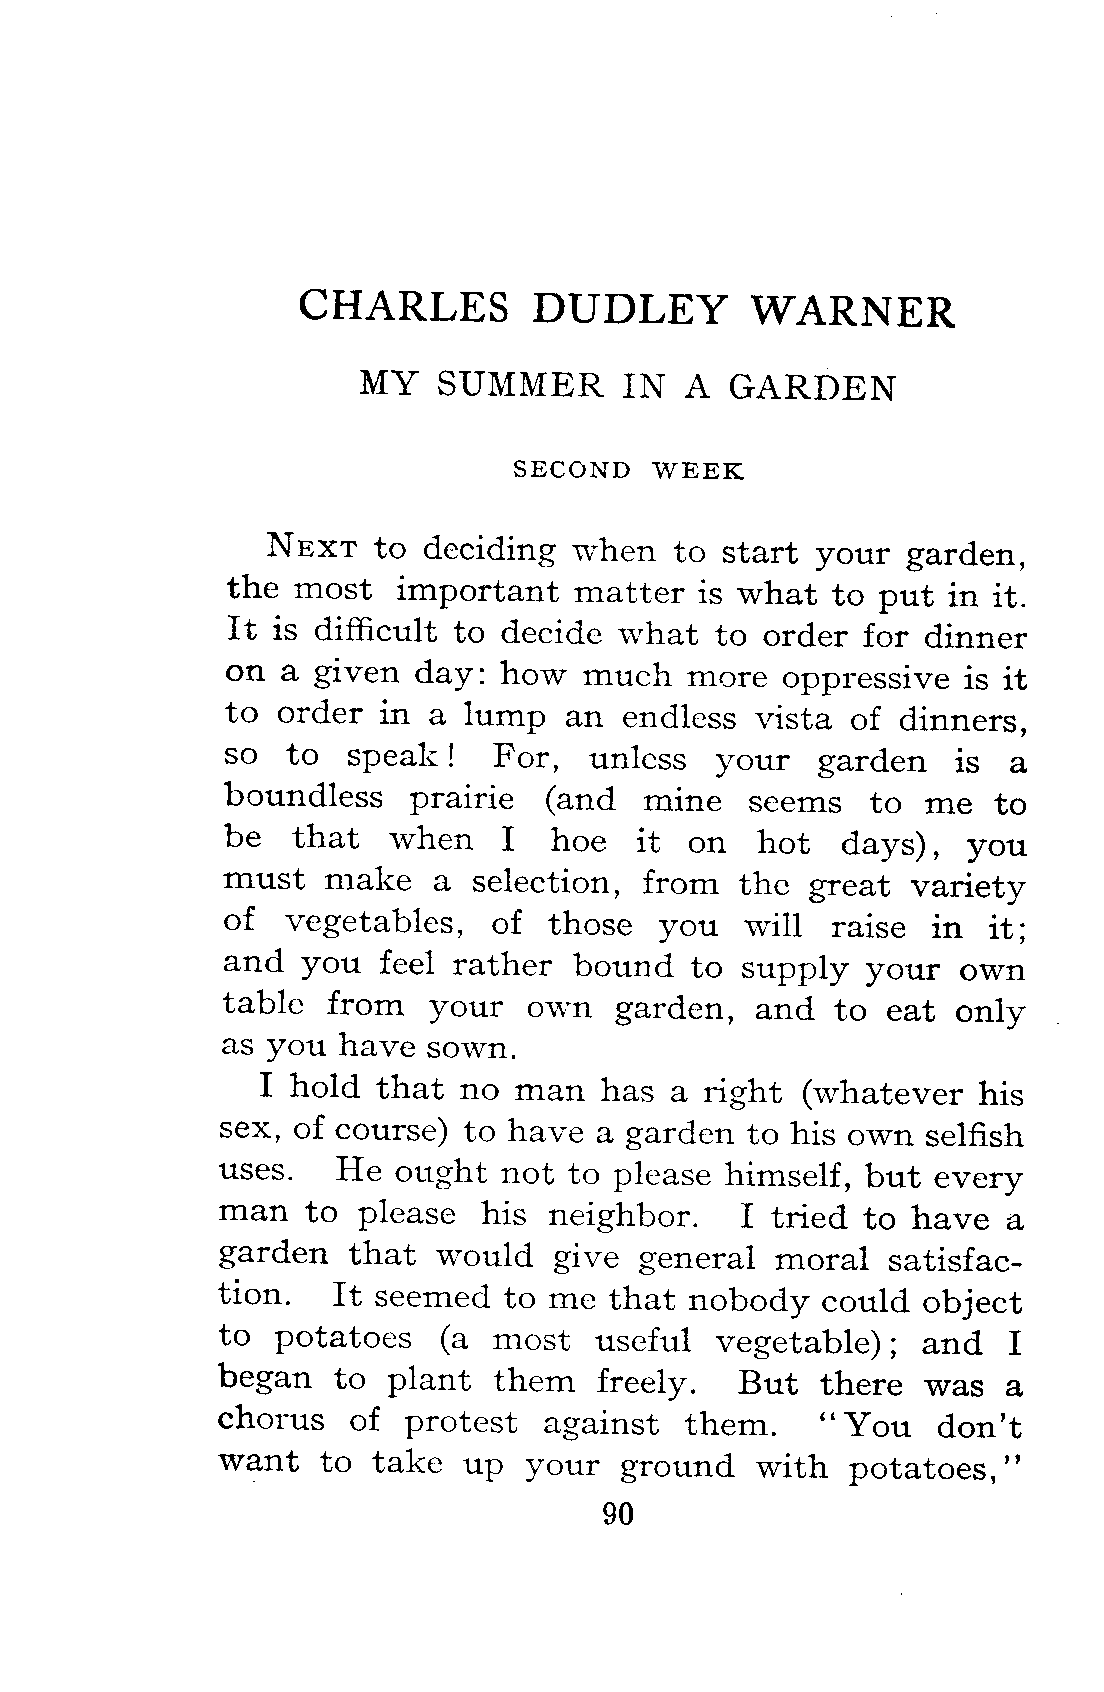 CHARLES DUDLEY WARNER
MY SUMMER IN A GARDEN
SECOND WEEK
NEXT to deciding when to start your garden,
the most important matter is what to put in it.
It is difficult to decide what to order for dinner
on a given day: how much more oppressive is it
to order in a lump an endless vista of dinners,
so to speak! For, unless your garden is a
boundless prairie (and mine seems to me to
be that when I hoe it on hot days), you
must make a selection, from the great variety
of vegetables, of those you will raise in it;
and you feel rather bound to supply your own
table from your own garden, and to eat only
as you have sown.
I hold that no man has a right (whatever his
sex, of course) to have a garden to his own selfish
uses. He ought not to please himself, but every
man to please his neighbor. I tried to have a
garden that would give general moral satisfac-
tion. It seemed to me that nobody could object
to potatoes (a most useful vegetable); and I
began to plant them freely. But there was a
chorus of protest against them. "You don't
want to take up your ground with potatoes,"
90